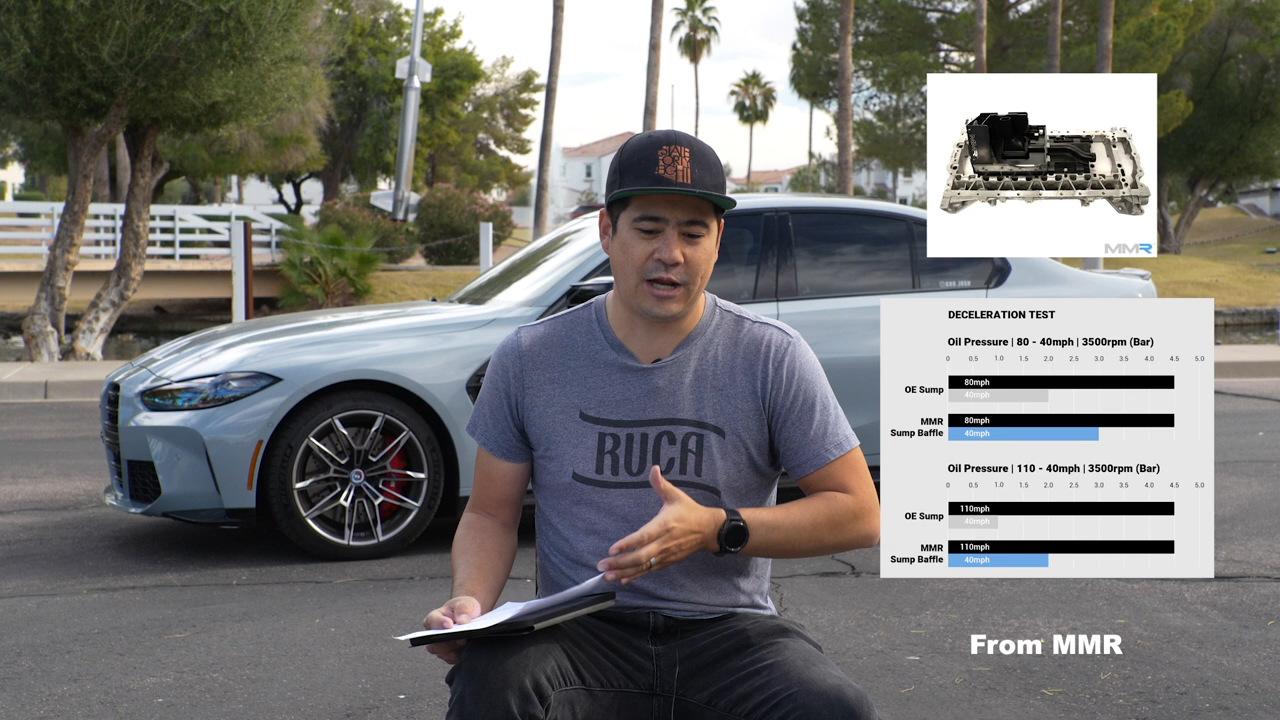 STATE
FORTY
EIGHT
RUCA
MMR
DECELERATION TEST
Oil Pressure | 80 - 40mph | 3500rpm (Bar)
0 0.5 1.0 1.5 2.0 2.5 3.0 3.5 4.0 4.5 5.0
OE Sump
80mph
40mph
MMR
Sump Baffle
80mph
40mph
Oil Pressure | 110 - 40mph | 3500rpm (Bar)
0 0.5 1.0 1.5 2.0 2.5 3.0 3.5 4.0 4.5 5.0
OE Sump
110mph
40mph
MMR
Sump Baffle
110mph
40mph
From MMR